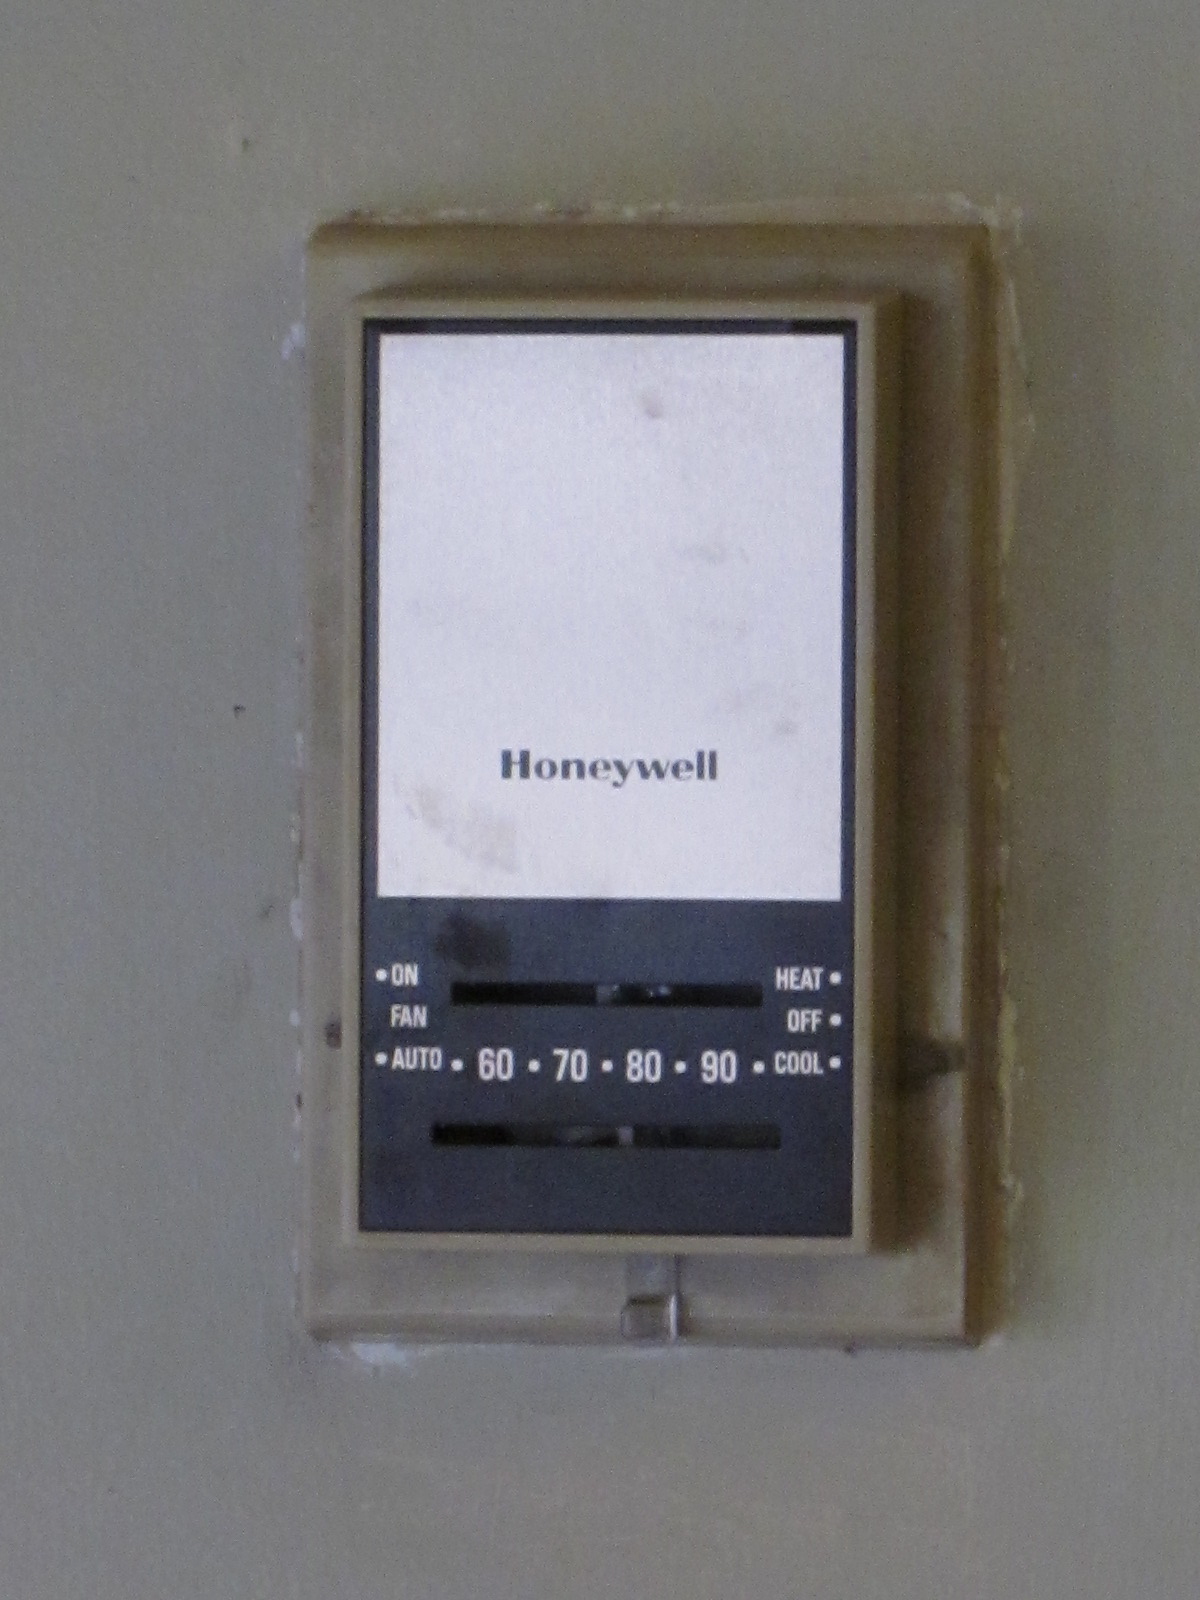 Honeywell
• ON HEAT •
FAN OFF •
• AUTO • 60 • 70 • 80 • 90 • COOL •